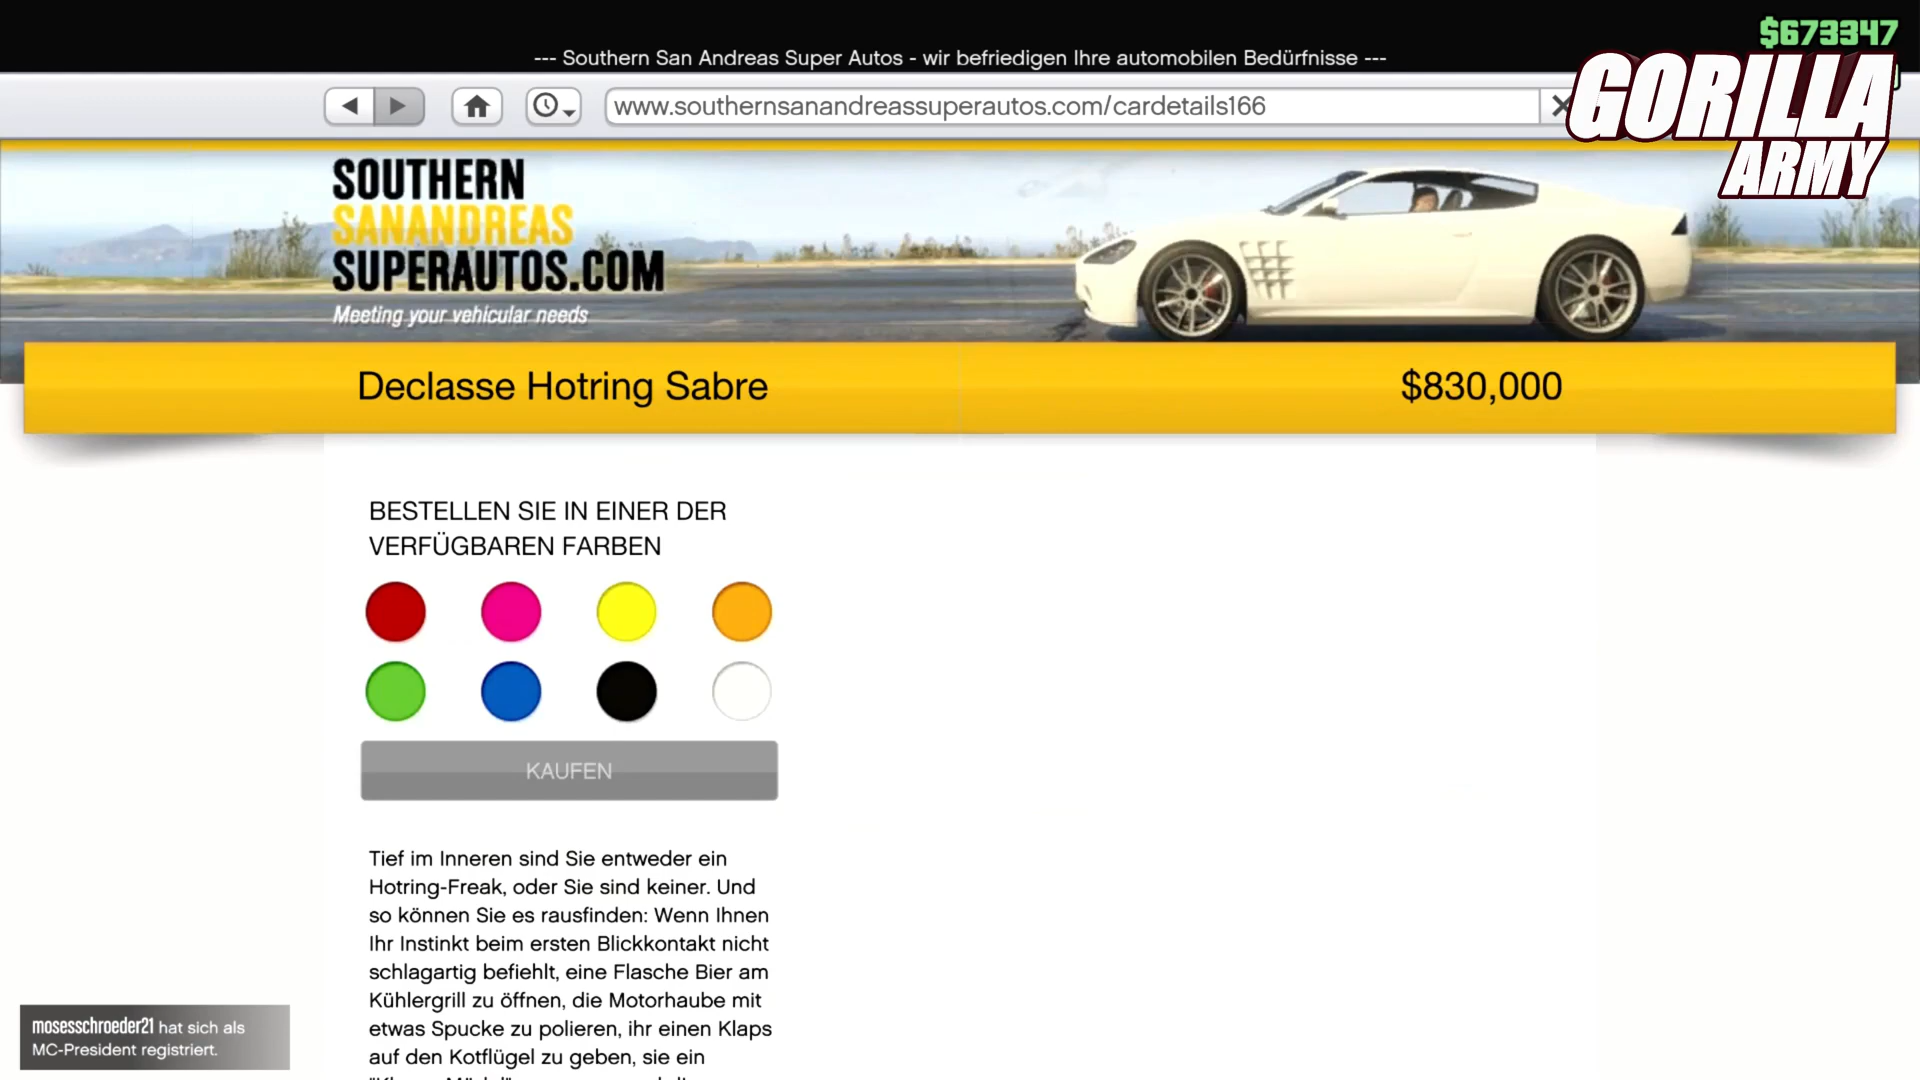 $673347
--- Southern San Andreas Super Autos - wir befriedigen Ihre automobilen Bedürfnisse ---
GORILLA
ARMY
www.southernsanandreassuperautos.com/cardetails166
SOUTHERN
SANANDREAS
SUPERAUTOS.COM
Meeting your vehicular needs
Declasse Hotring Sabre
$830,000
BESTELLEN SIE IN EINER DER
VERFÜGBAREN FARBEN
KAUFEN
Tief im Inneren sind Sie entweder ein
Hotring-Freak, oder Sie sind keiner. Und
so können Sie es rausfinden: Wenn Ihnen
Ihr Instinkt beim ersten Blickkontakt nicht
schlagartig befiehlt, eine Flasche Bier am
Kühlergrill zu öffnen, die Motorhaube mit
etwas Spucke zu polieren, ihr einen Klaps
auf den Kotflügel zu geben, sie ein
mosesschroeder21 hat sich als
MC-President registriert.